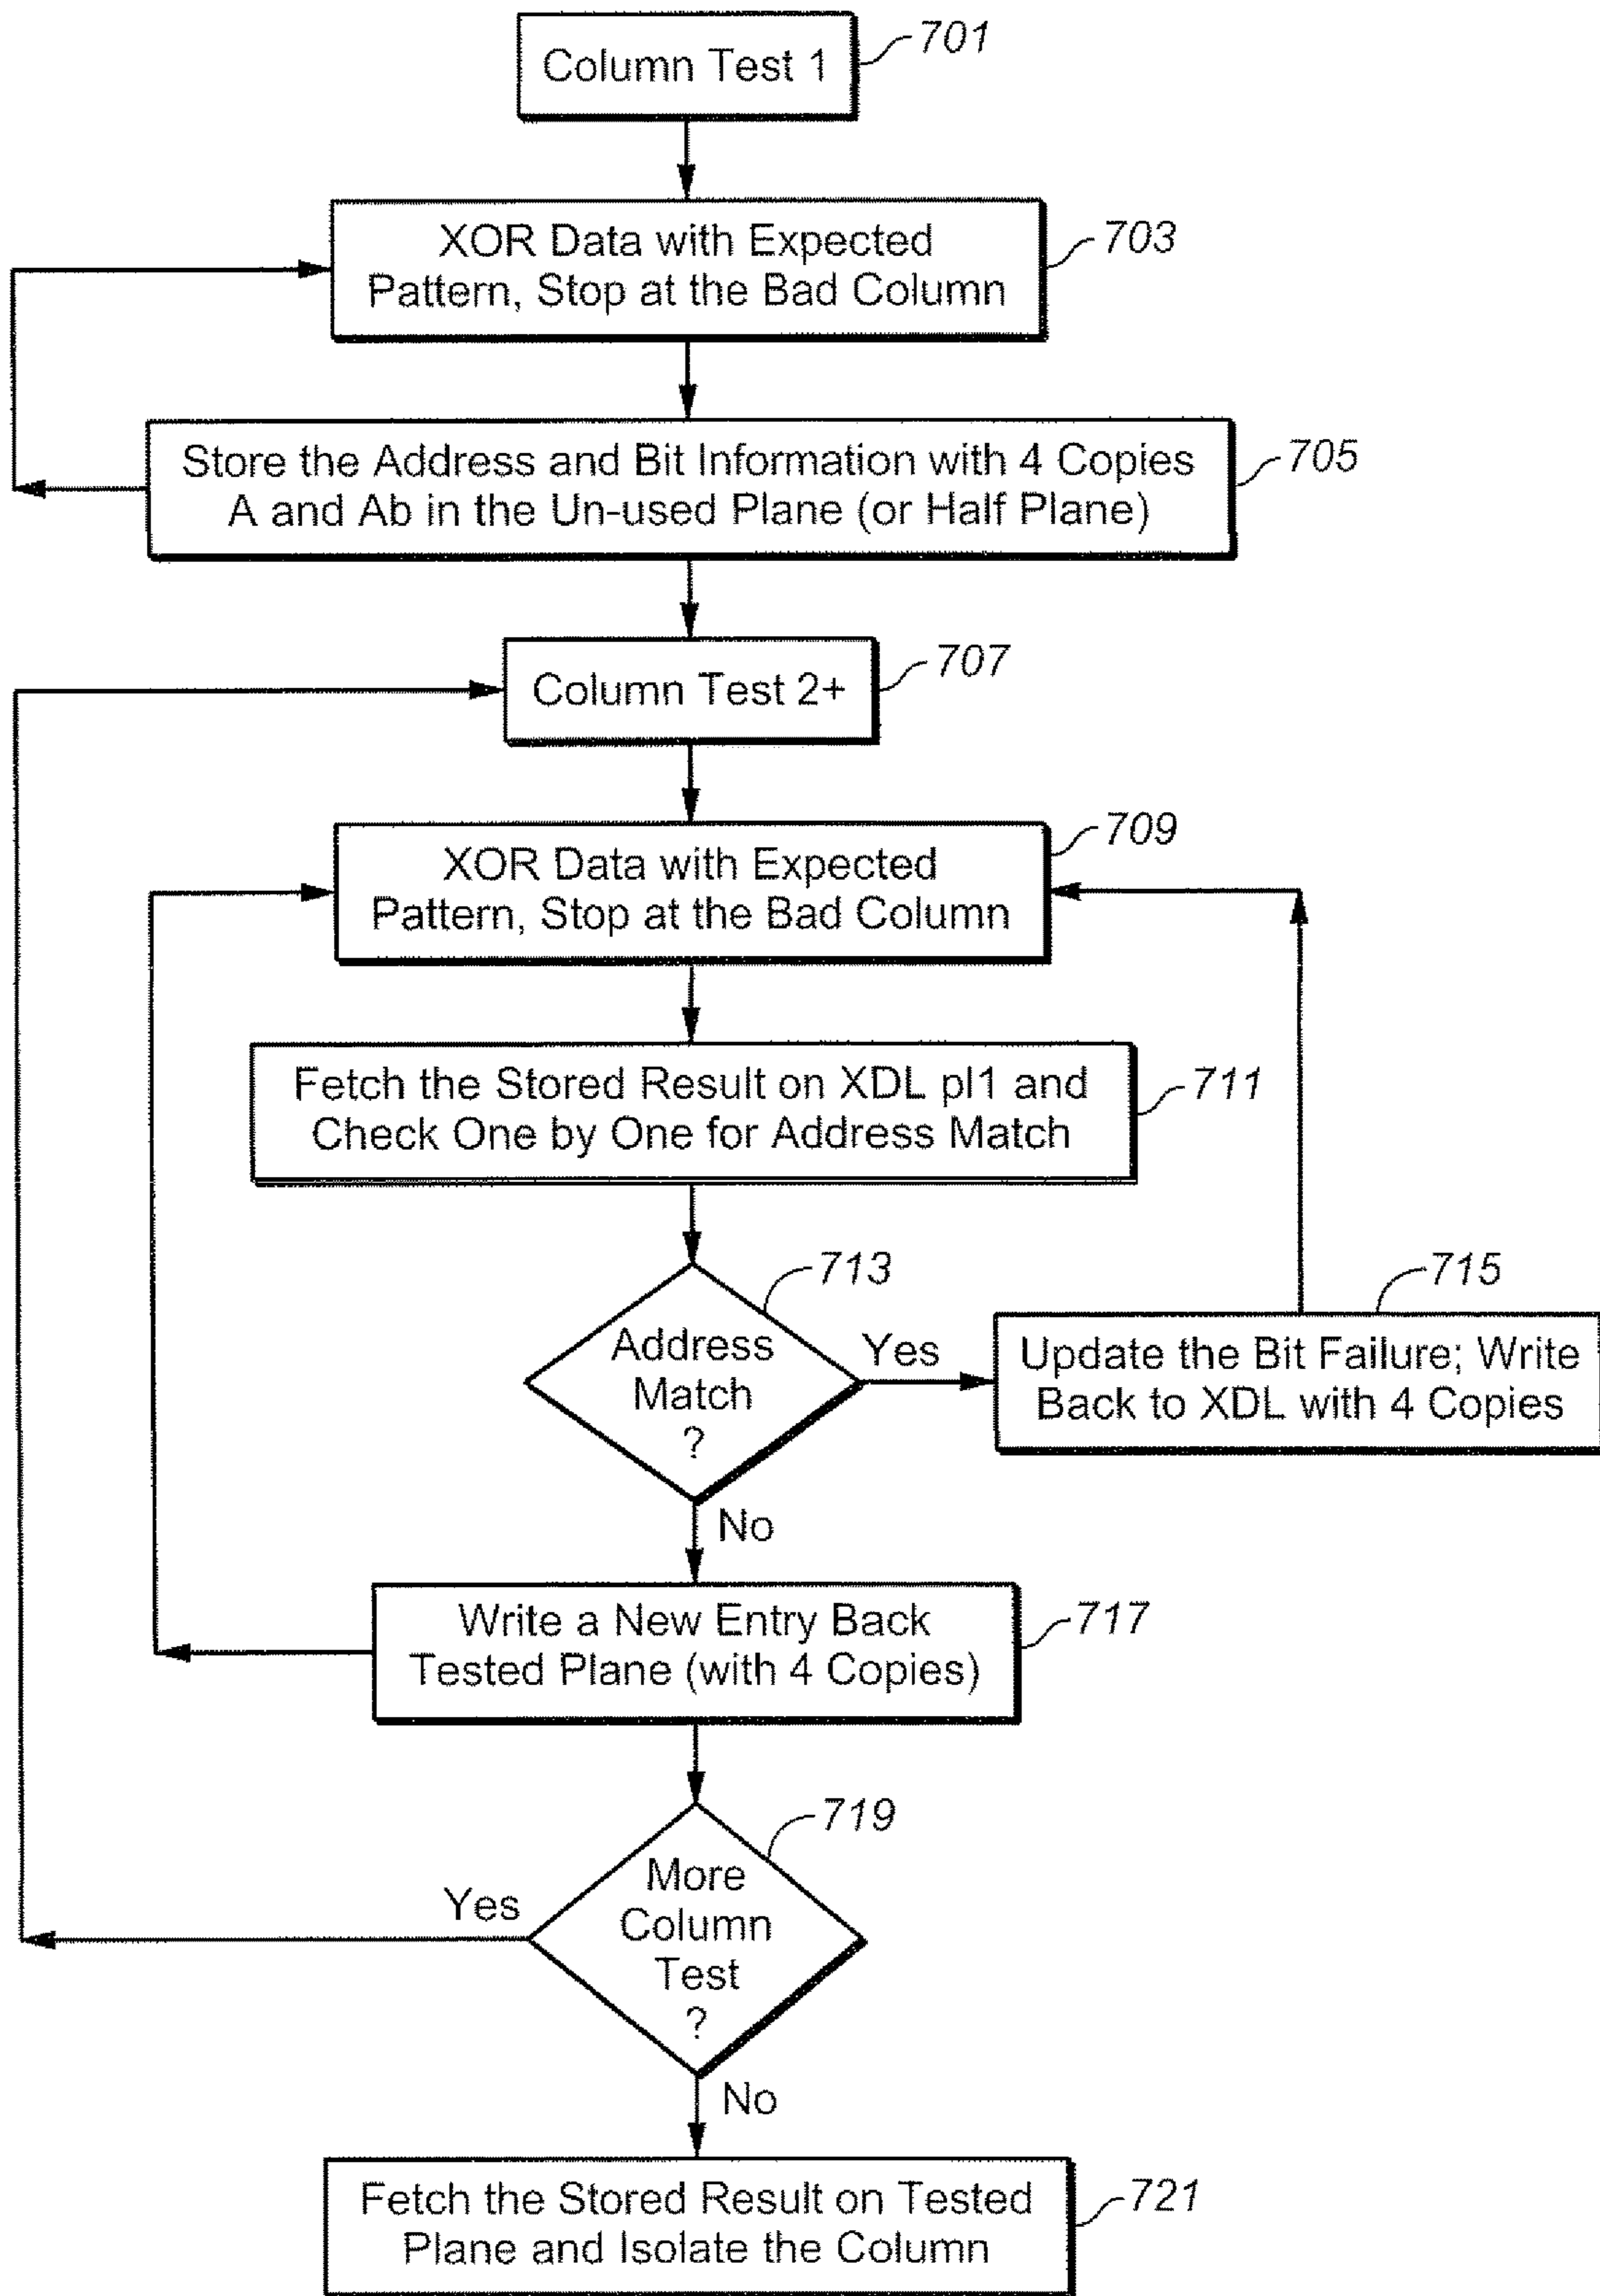 Column Test 1
701
XOR Data with Expected
Pattern, Stop at the Bad Column
703
Store the Address and Bit Information with 4 Copies
A and Ab in the Un-used Plane (or Half Plane)
705
Column Test 2+
707
XOR Data with Expected
Pattern, Stop at the Bad Column
709
Fetch the Stored Result on XDL pl1 and
Check One by One for Address Match
711
Address
Match
?
713
Yes
Update the Bit Failure; Write
Back to XDL with 4 Copies
715
No
Write a New Entry Back
Tested Plane (with 4 Copies)
717
More
Column
Test
?
719
Yes
No
Fetch the Stored Result on Tested
Plane and Isolate the Column
721